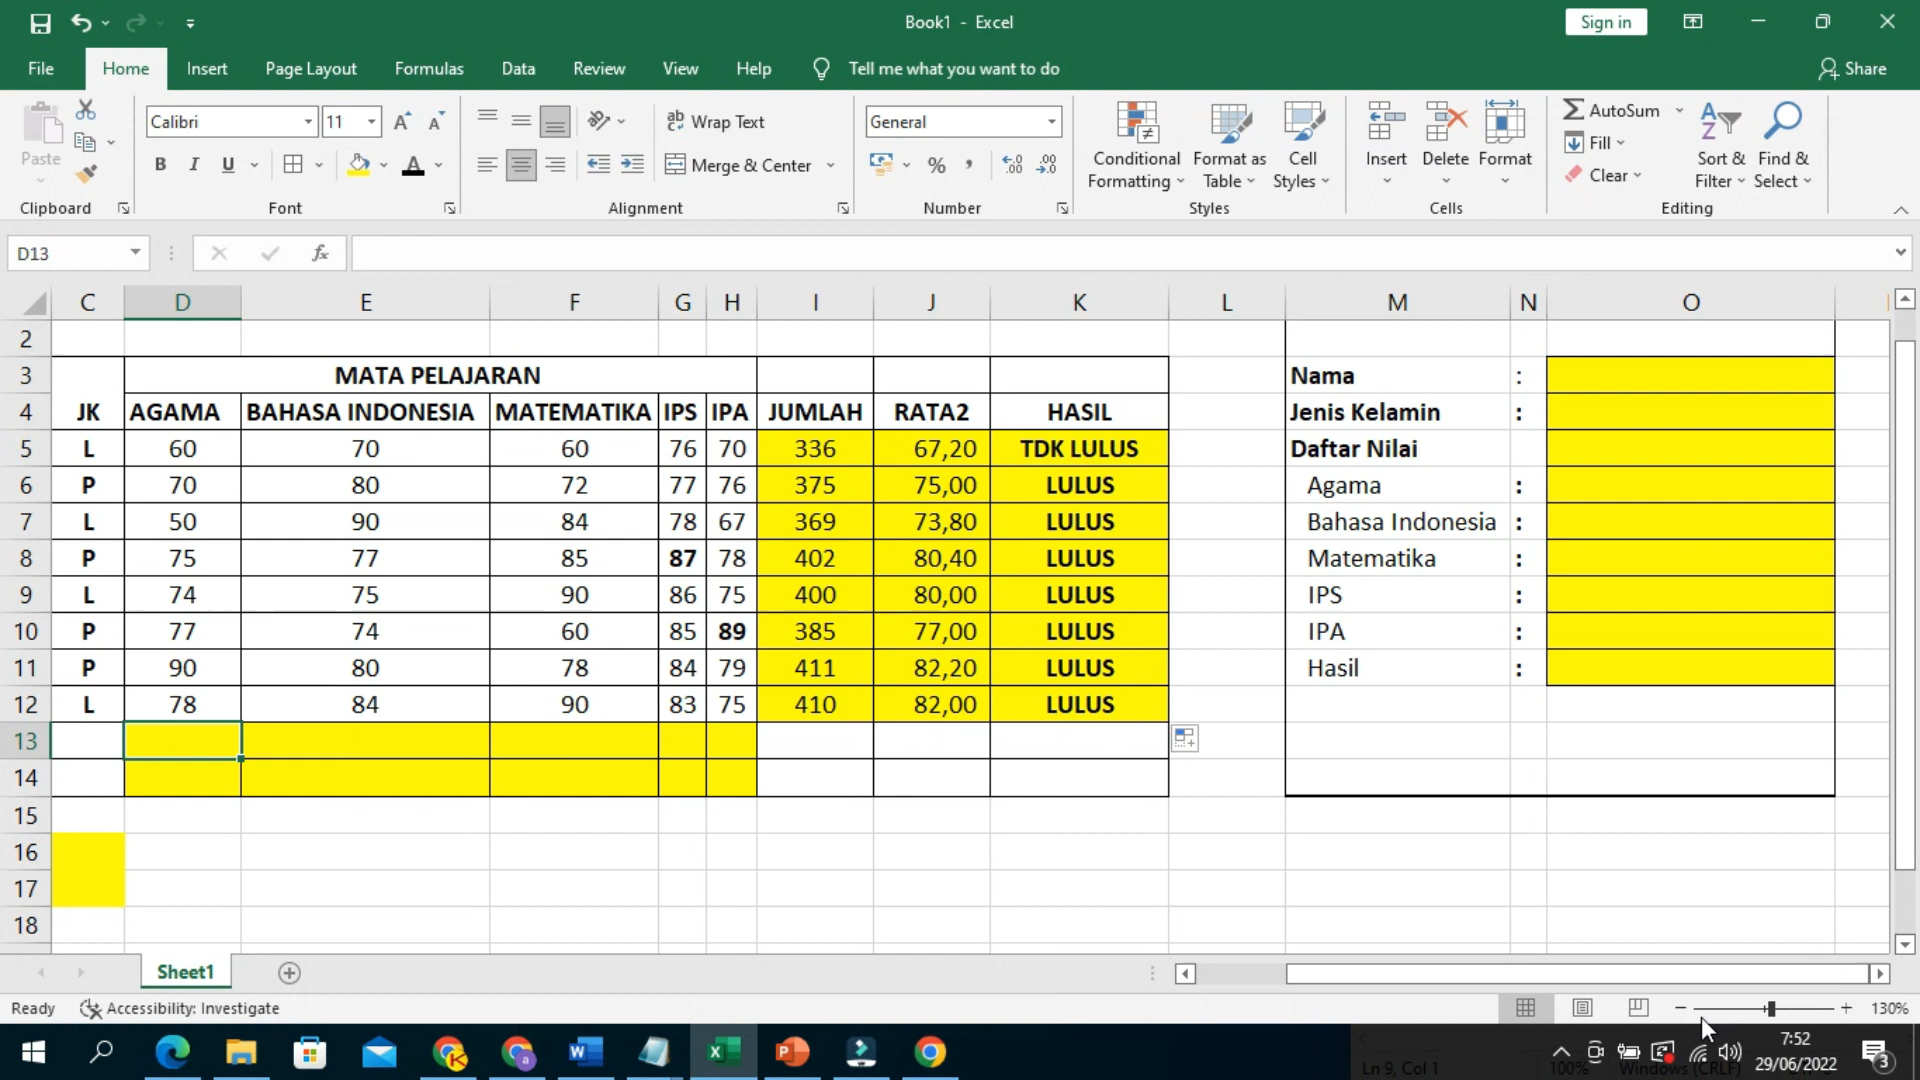 Book1 - Excel
Sign in
File Home Insert Page Layout Formulas Data Review View Help Tell me what you want to do Share
Paste
Calibri 11
Wrap Text
General
B I U
Merge & Center
%
Conditional Formatting
Format as Table
Cell Styles
Insert
Delete
Format
AutoSum
Fill
Clear
Sort & Filter
Find & Select
Clipboard Font Alignment Number Styles Cells Editing
D13
fx
C D E F G H I J K L M N O
2
3 MATA PELAJARAN Nama :
4 JK AGAMA BAHASA INDONESIA MATEMATIKA IPS IPA JUMLAH RATA2 HASIL Jenis Kelamin :
5 L 60 70 60 76 70 336 67,20 TDK LULUS Daftar Nilai
6 P 70 80 72 77 76 375 75,00 LULUS Agama :
7 L 50 90 84 78 67 369 73,80 LULUS Bahasa Indonesia :
8 P 75 77 85 87 78 402 80,40 LULUS Matematika :
9 L 74 75 90 86 75 400 80,00 LULUS IPS :
10 P 77 74 60 85 89 385 77,00 LULUS IPA :
11 P 90 80 78 84 79 411 82,20 LULUS Hasil :
12 L 78 84 90 83 75 410 82,00 LULUS
13
14
15
16
17
18
Sheet1
Ready Accessibility: Investigate 130%
7:52
29/06/2022
3
Ln 9, Col 1 100% Windows (CRLF)